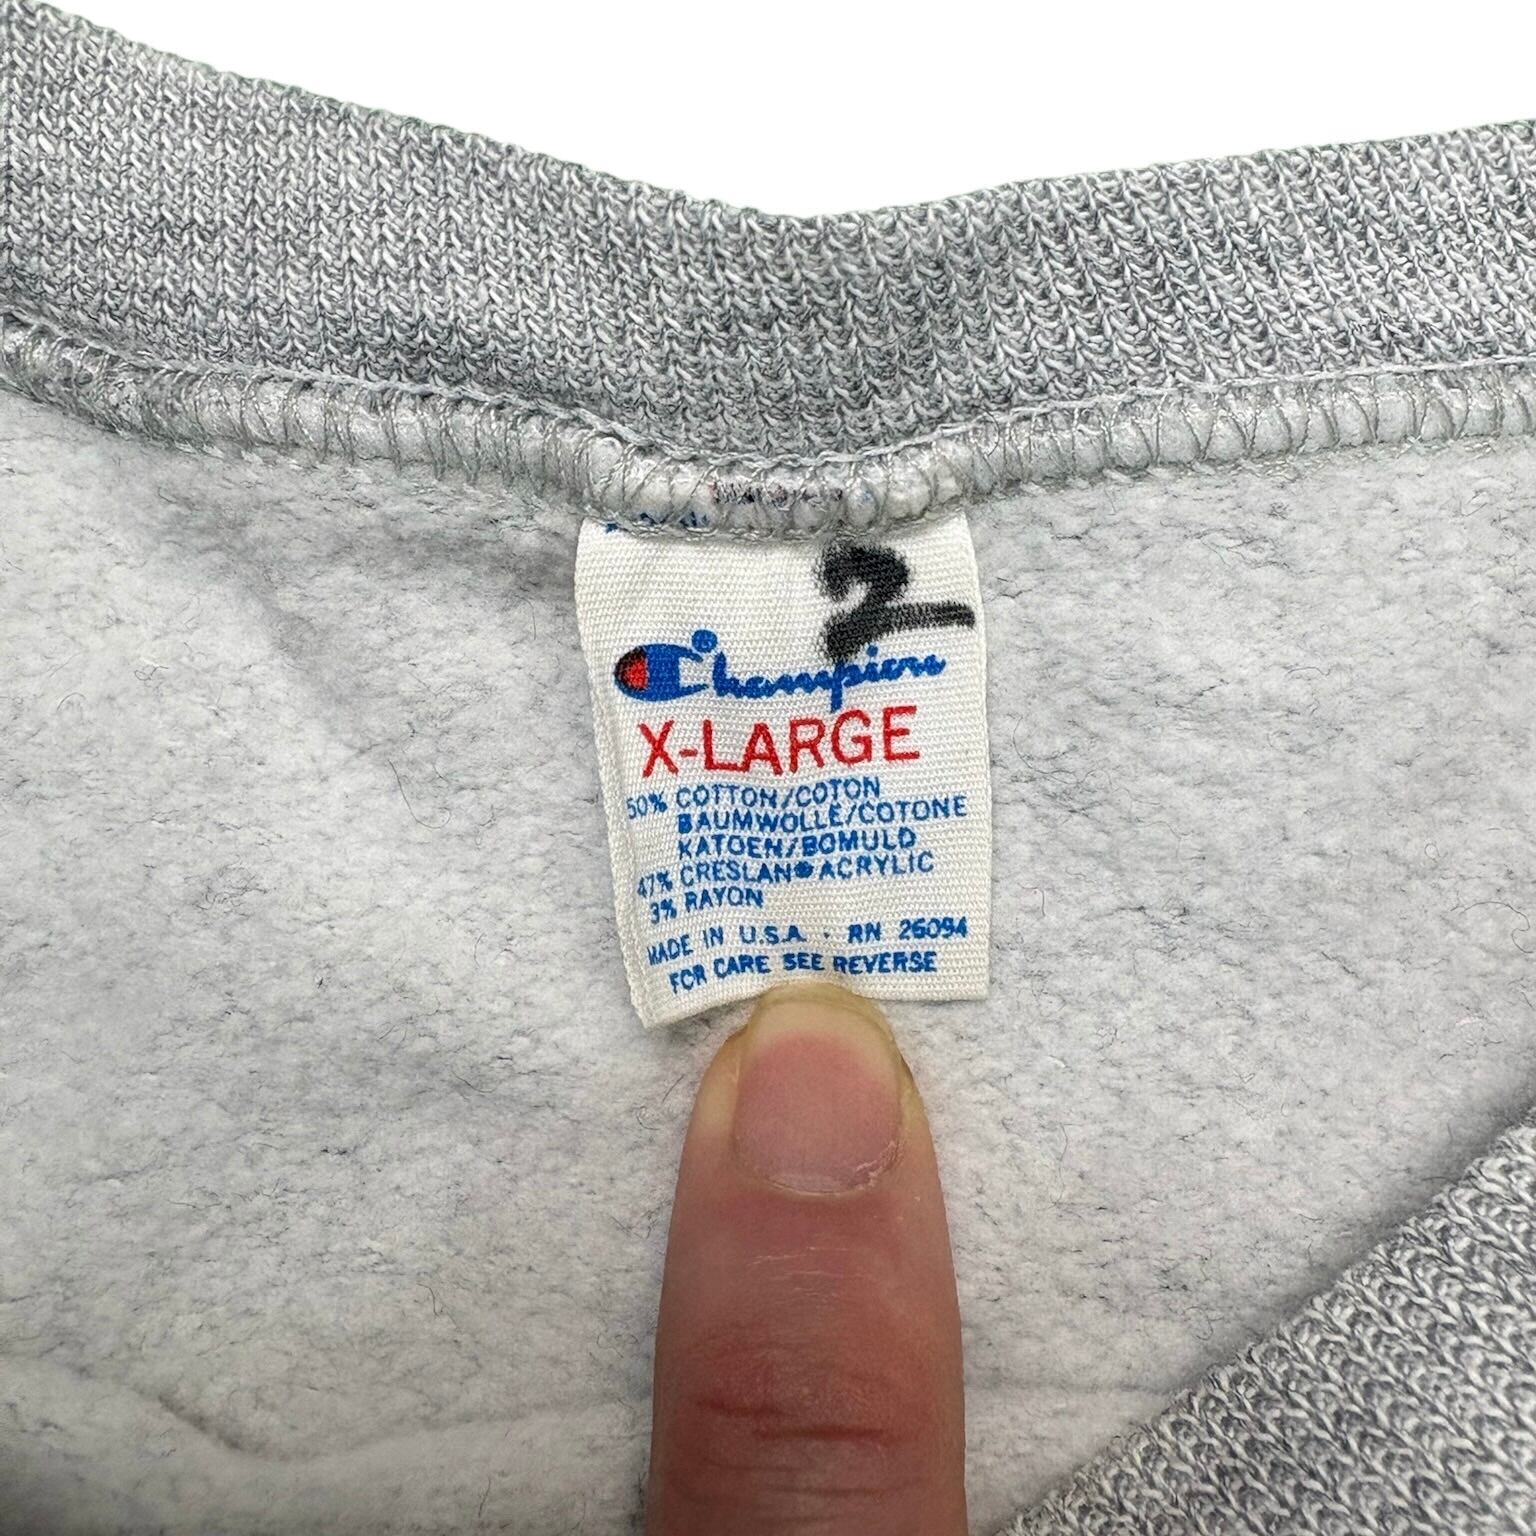 2
Champion®
X-LARGE
50% COTTON/COTON
BAUMWOLLE/COTONE
KATOEN/BOMULD
47% CRESLAN® ACRYLIC
3% RAYON
MADE IN U.S.A. · RN 26094
FOR CARE SEE REVERSE